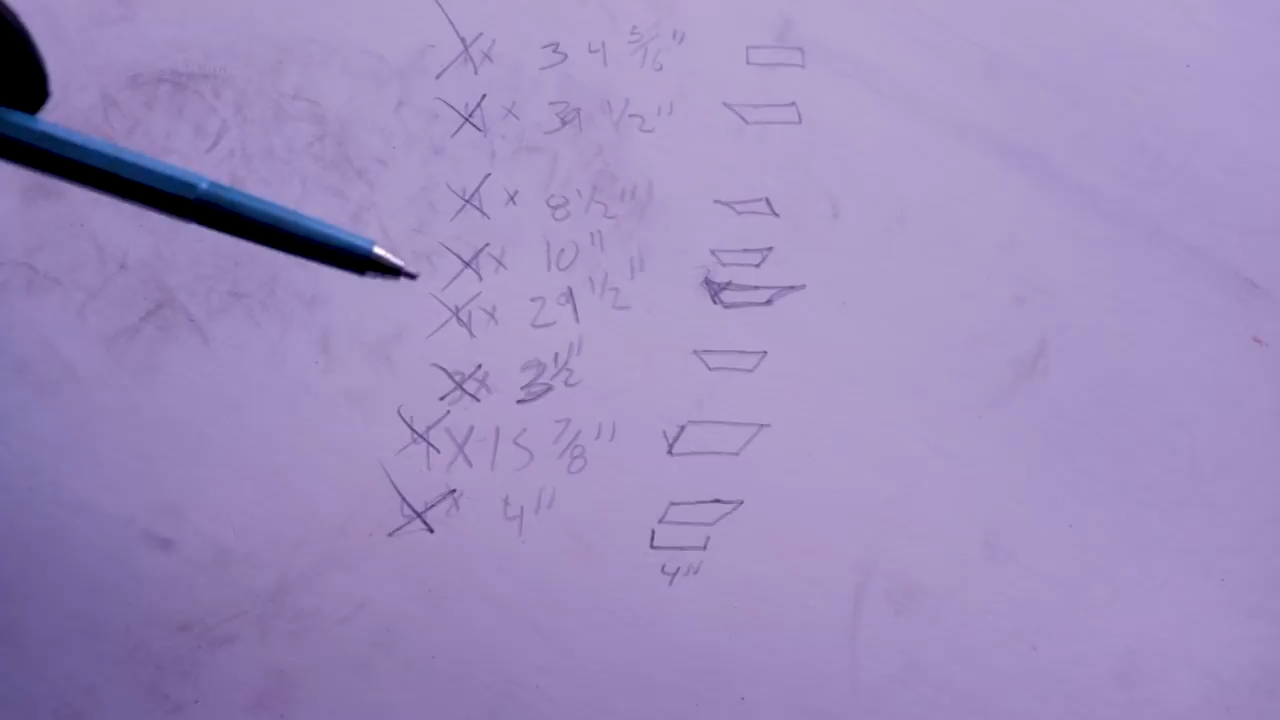 x 34 5/16"
4 x 39 1/2"
4 x 8 1/2"
4 x 10"
4 x 29 1/2"
x 3 1/2"
4 x 15 7/8"
x 4"
4"